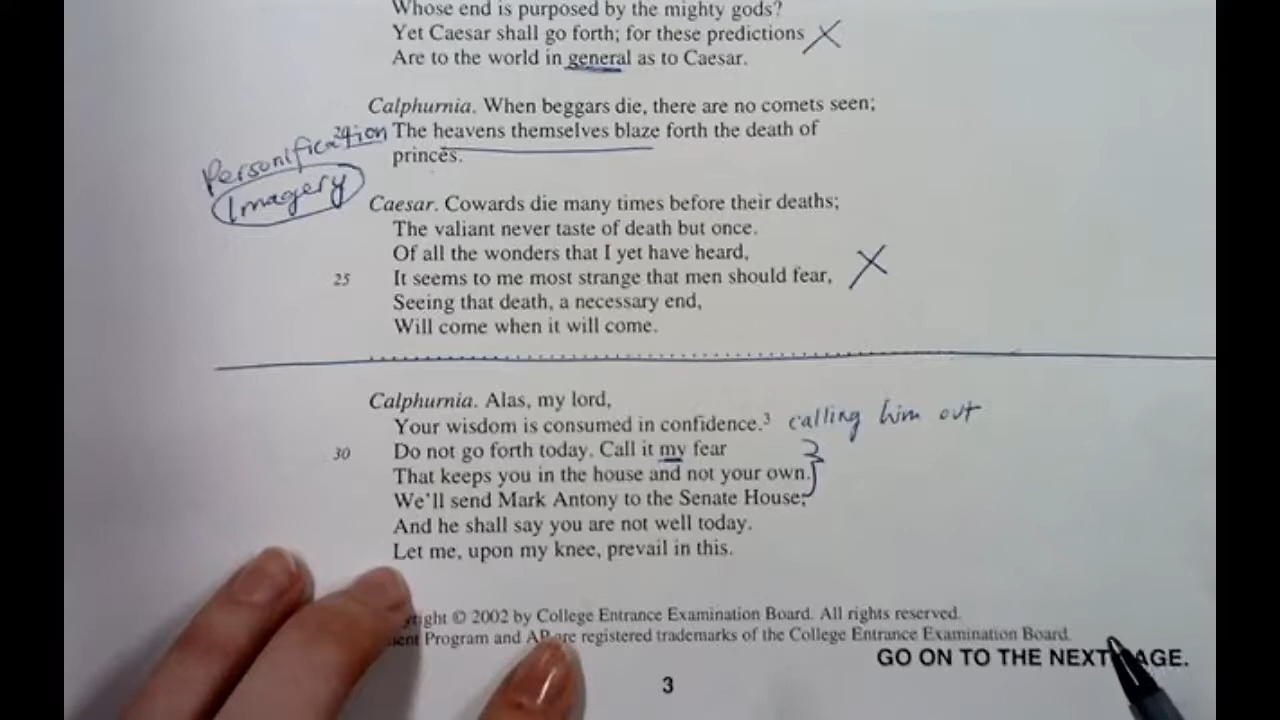 Whose end is purposed by the mighty gods?
Yet Caesar shall go forth; for these predictions
Are to the world in general as to Caesar.
Calphurnia. When beggars die, there are no comets seen;
Personification The heavens themselves blaze forth the death of
princes.
Imagery
Caesar. Cowards die many times before their deaths;
The valiant never taste of death but once.
Of all the wonders that I yet have heard,
25 It seems to me most strange that men should fear,
Seeing that death, a necessary end,
Will come when it will come.
Calphurnia. Alas, my lord,
Your wisdom is consumed in confidence.³ calling him out
30 Do not go forth today. Call it my fear
That keeps you in the house and not your own.
We'll send Mark Antony to the Senate House;
And he shall say you are not well today.
Let me, upon my knee, prevail in this.
© 2002 by College Entrance Examination Board. All rights reserved.
Program and AP are registered trademarks of the College Entrance Examination Board.
GO ON TO THE NEXT PAGE.
3